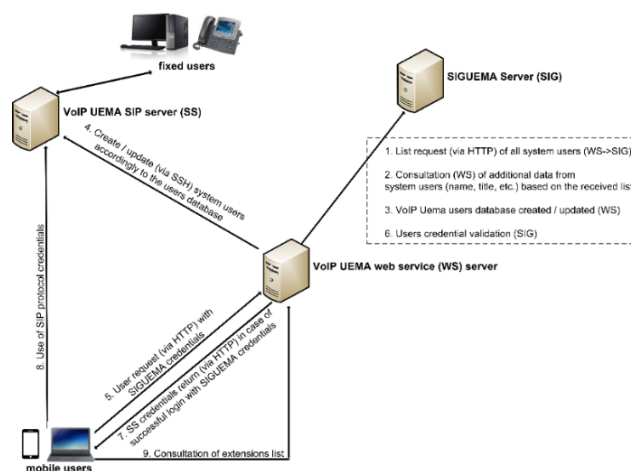 fixed users
VoIP UEMA SIP server (SS)
SIGUEMA Server (SIG)
4. Create / update (via SSH) system users
accordingly to the users database
1. List request (via HTTP) of all system users (WS->SIG)
2. Consultation (WS) of additional data from
system users (name, title, etc.) based on the received list
3. VoIP Uema users database created / updated (WS)
6. Users credential validation (SIG)
VoIP UEMA web service (WS) server
8. Use of SIP protocol credentials
5. User request (via HTTP) with
SIGUEMA credentials
7. SS credentials return (via HTTP) in case of
successful login with SIGUEMA credentials
9. Consultation of extensions list
mobile users